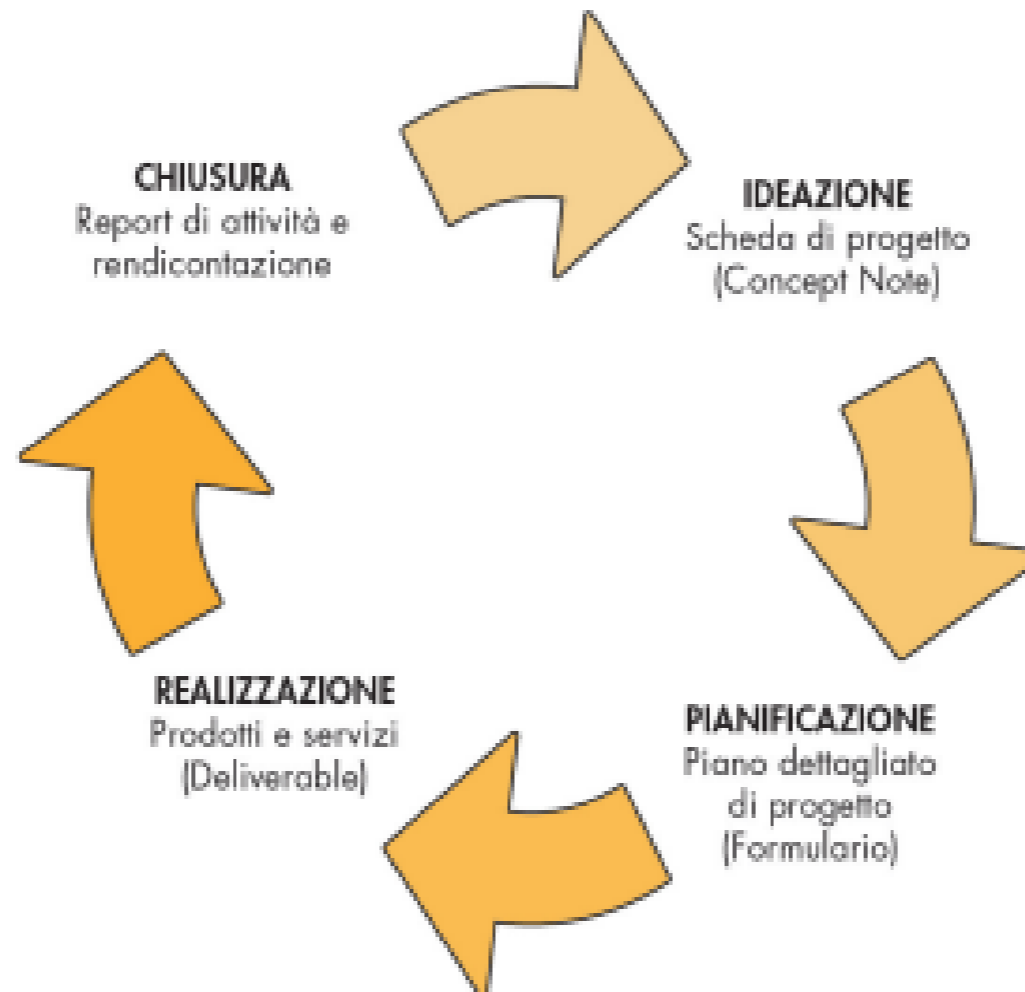 CHIUSURA
Report di attività e
rendicontazione
IDEAZIONE
Scheda di progetto
(Concept Note)
REALIZZAZIONE
Prodotti e servizi
(Deliverable)
PIANIFICAZIONE
Piano dettagliato
di progetto
(Formulario)